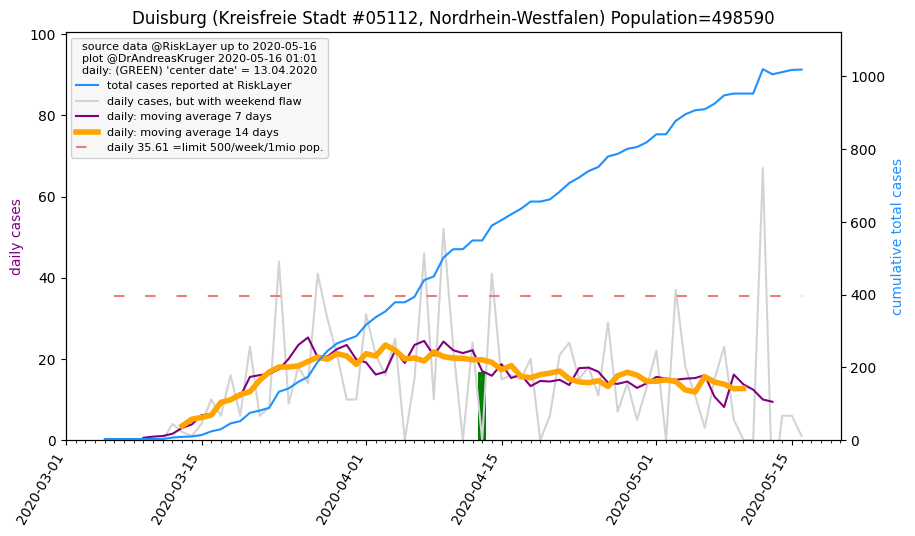 Duisburg (Kreisfreie Stadt #05112, Nordrhein-Westfalen) Population=498590
source data @RiskLayer up to 2020-05-16
plot @DrAndreasKruger 2020-05-16 01:01
daily: (GREEN) 'center date' = 13.04.2020
total cases reported at RiskLayer
daily cases, but with weekend flaw
daily: moving average 7 days
daily: moving average 14 days
daily 35.61 =limit 500/week/1mio pop.
daily cases
100
80
60
40
20
0
cumulative total cases
1000
800
600
400
200
0
2020-03-01
2020-03-15
2020-04-01
2020-04-15
2020-05-01
2020-05-15